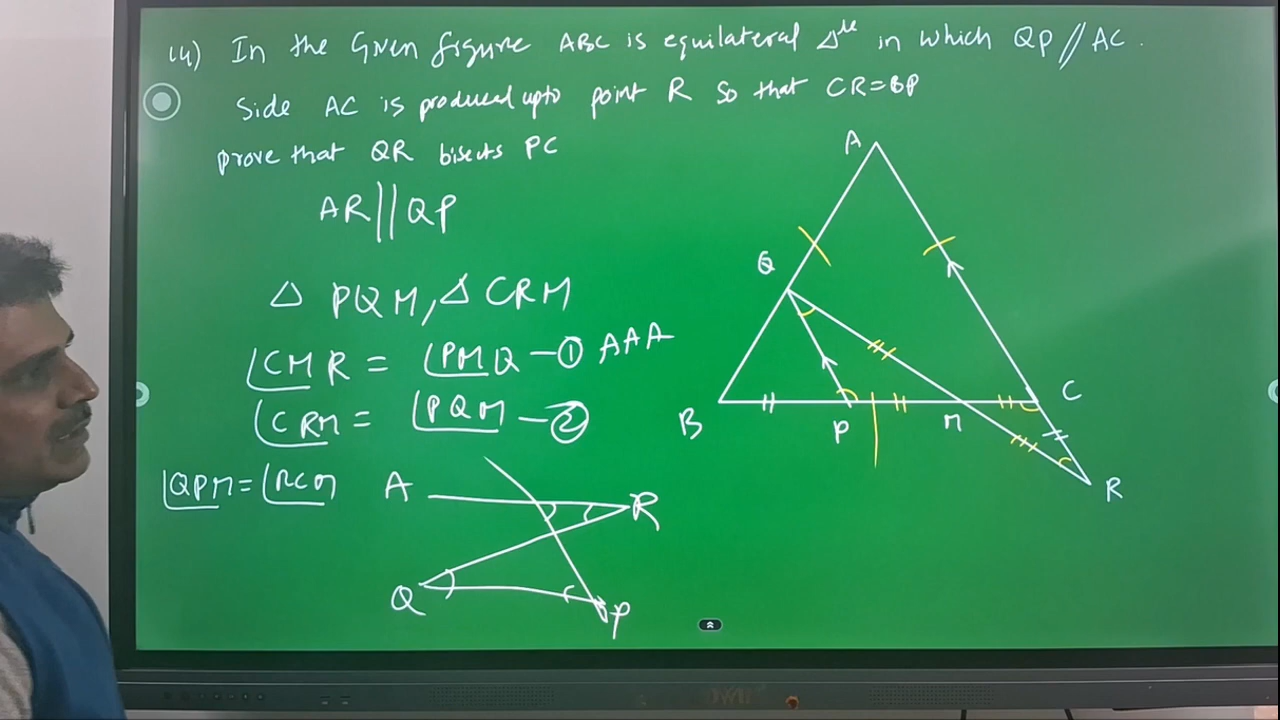 14) In the Given figure ABC is equilateral Δle in which QP // AC.
Side AC is produced upto point R so that CR=BP
prove that QR bisects PC
AR || QP
Δ PQM, Δ CRM
∠CMR = ∠PMQ - ① AAA
∠CRM = ∠PQM - ②
∠QPM = ∠RCM
A
R
Q
P
A
Q
B
P
M
C
R